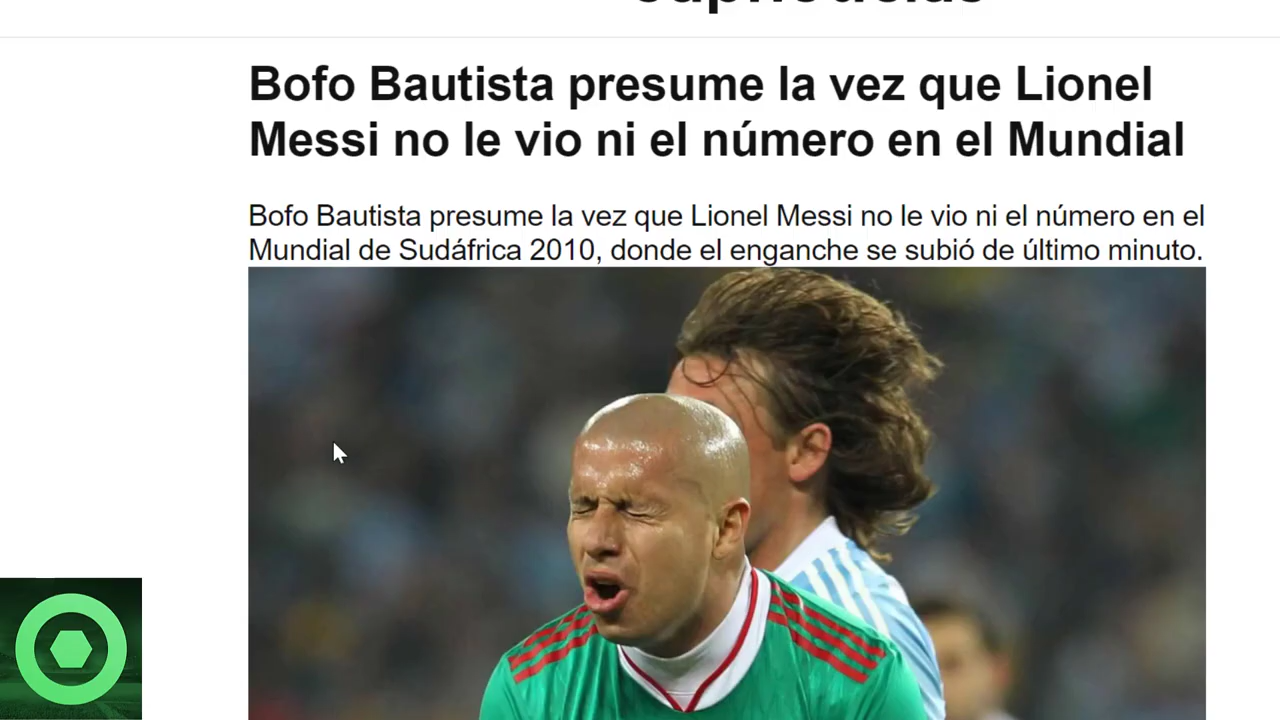 Bofo Bautista presume la vez que Lionel
Messi no le vio ni el número en el Mundial
Bofo Bautista presume la vez que Lionel Messi no le vio ni el número en el
Mundial de Sudáfrica 2010, donde el enganche se subió de último minuto.